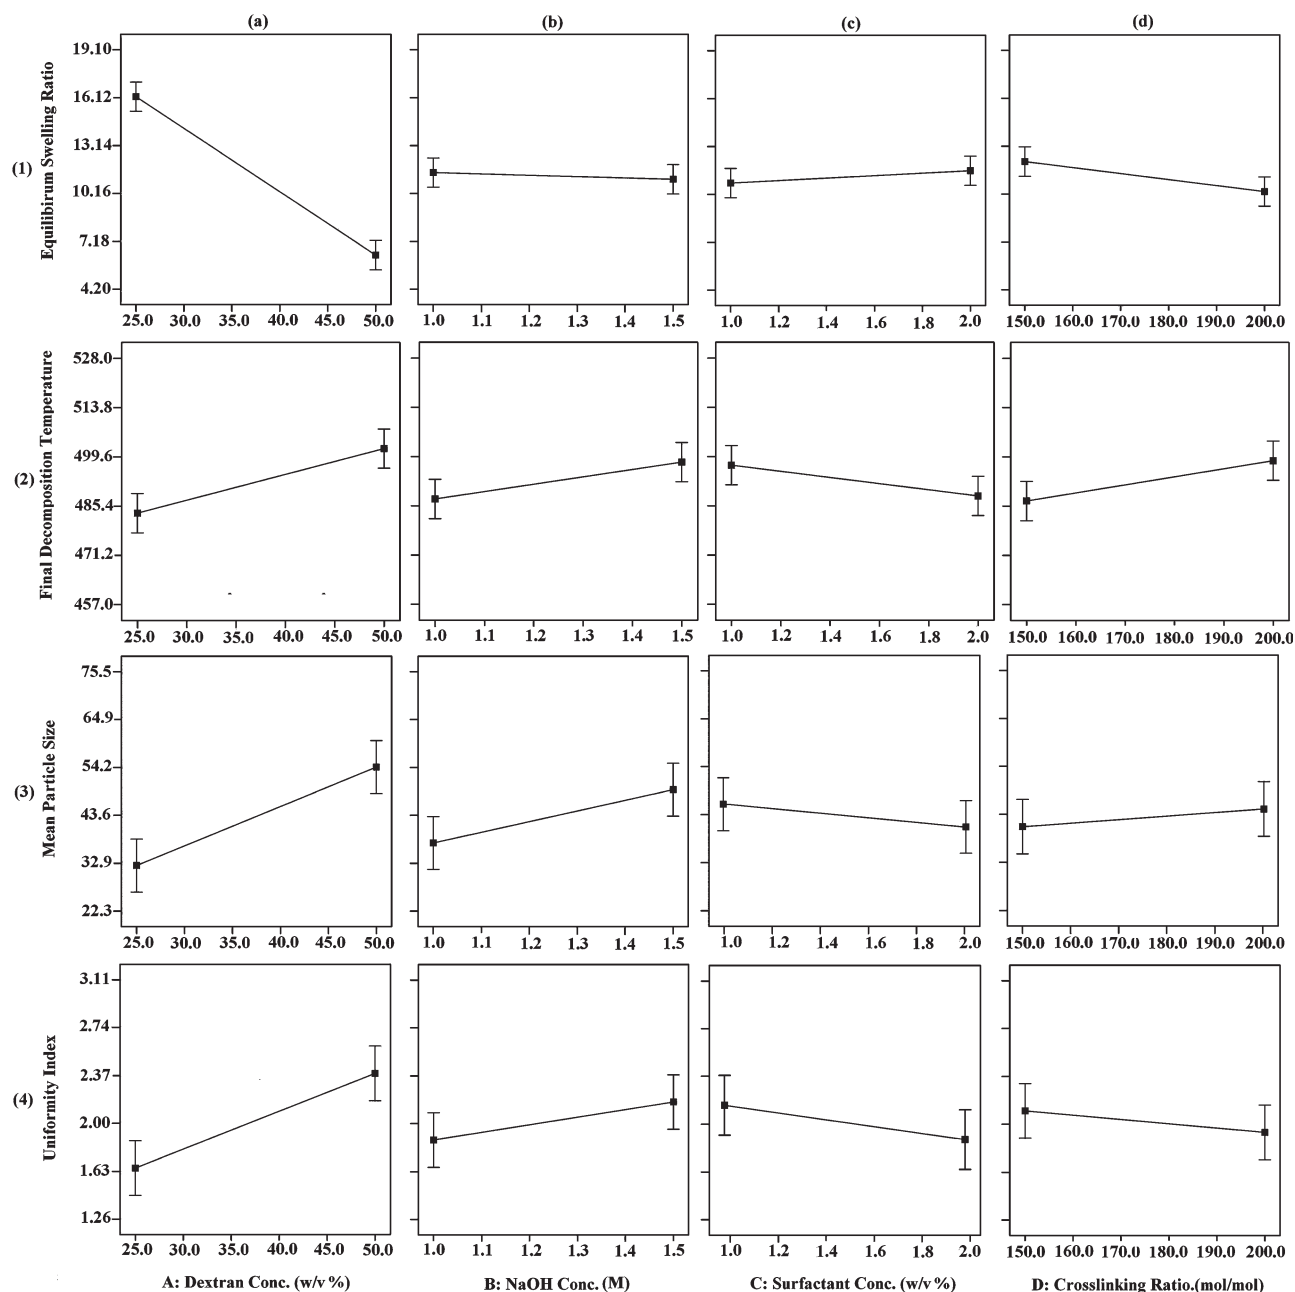 (a) (b) (c) (d)
(1)
Equilibirum Swelling Ratio
19.10
16.12
13.14
10.16
7.18
4.20
25.0 30.0 35.0 40.0 45.0 50.0
1.0 1.1 1.2 1.3 1.4 1.5
1.0 1.2 1.4 1.6 1.8 2.0
150.0 160.0 170.0 180.0 190.0 200.0
(2)
Final Decomposition Temperature
528.0
513.8
499.6
485.4
471.2
457.0
25.0 30.0 35.0 40.0 45.0 50.0
1.0 1.1 1.2 1.3 1.4 1.5
1.0 1.2 1.4 1.6 1.8 2.0
150.0 160.0 170.0 180.0 190.0 200.0
(3)
Mean Particle Size
75.5
64.9
54.2
43.6
32.9
22.3
25.0 30.0 35.0 40.0 45.0 50.0
1.0 1.1 1.2 1.3 1.4 1.5
1.0 1.2 1.4 1.6 1.8 2.0
150.0 160.0 170.0 180.0 190.0 200.0
(4)
Uniformity Index
3.11
2.74
2.37
2.00
1.63
1.26
25.0 30.0 35.0 40.0 45.0 50.0
1.0 1.1 1.2 1.3 1.4 1.5
1.0 1.2 1.4 1.6 1.8 2.0
150.0 160.0 170.0 180.0 190.0 200.0
A: Dextran Conc. (w/v %)
B: NaOH Conc. (M)
C: Surfactant Conc. (w/v %)
D: Crosslinking Ratio.(mol/mol)